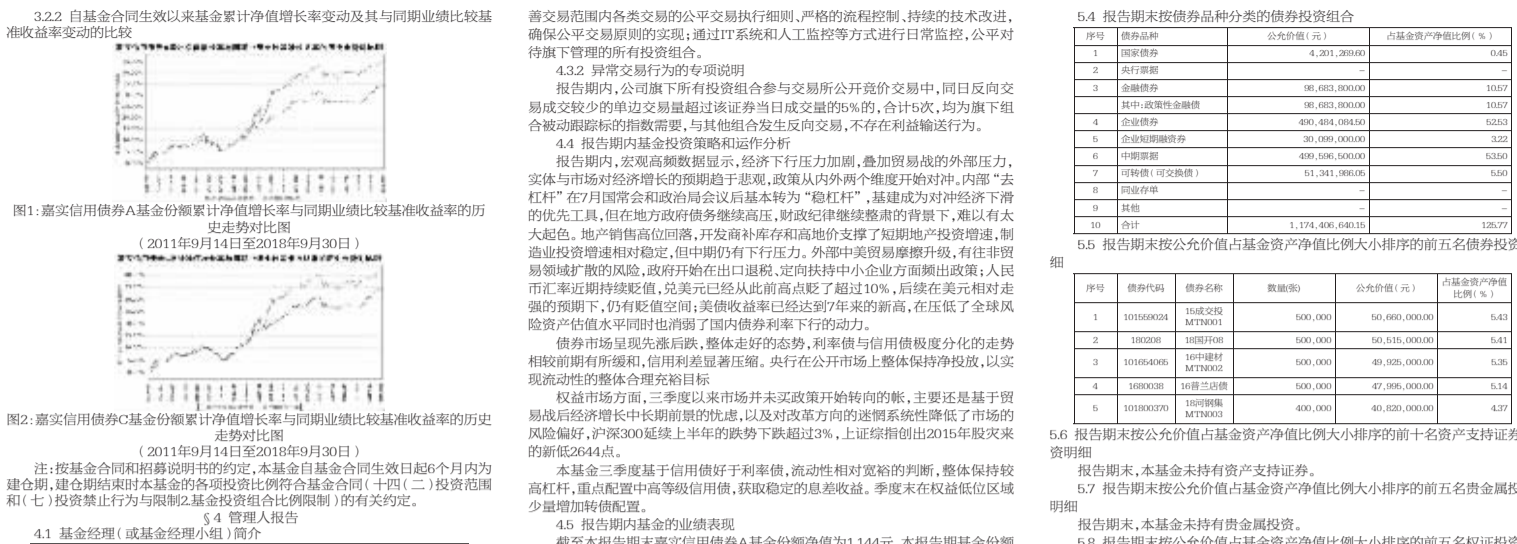 3.2.2 自基金合同生效以来基金累计净值增长率变动及其与同期业绩比较基
准收益率变动的比较
图1:嘉实信用债券A基金份额累计净值增长率与同期业绩比较基准收益率的历
史走势对比图
(2011年9月14日至2018年9月30日)
图2:嘉实信用债券C基金份额累计净值增长率与同期业绩比较基准收益率的历史
走势对比图
(2011年9月14日至2018年9月30日)
注:按基金合同和招募说明书的约定,本基金自基金合同生效日起6个月内为
建仓期,建仓期结束时本基金的各项投资比例符合基金合同(十四(二)投资范围
和(七)投资禁止行为与限制2.基金投资组合比例限制)的有关约定。
§4 管理人报告
4.1 基金经理(或基金经理小组)简介
善交易范围内各类交易的公平交易执行细则、严格的流程控制、持续的技术改进,
确保公平交易原则的实现;通过IT系统和人工监控等方式进行日常监控,公平对
待旗下管理的所有投资组合。
4.3.2 异常交易行为的专项说明
报告期内,公司旗下所有投资组合参与交易所公开竞价交易中,同日反向交
易成交较少的单边交易量超过该证券当日成交量的5%的,合计5次,均为旗下组
合被动跟踪标的指数需要,与其他组合发生反向交易,不存在利益输送行为。
4.4 报告期内基金投资策略和运作分析
报告期内,宏观高频数据显示,经济下行压力加剧,叠加贸易战的外部压力,
实体与市场对经济增长的预期趋于悲观,政策从内外两个维度开始对冲。内部“去
杠杆”在7月国常会和政治局会议后基本转为“稳杠杆”,基建成为对冲经济下滑
的优先工具,但在地方政府债务继续高压,财政纪律继续整肃的背景下,难以有太
大起色。地产销售高位回落,开发商补库存和高地价支撑了短期地产投资增速,制
造业投资增速相对稳定,但中期仍有下行压力。外部中美贸易摩擦升级,有往非贸
易领域扩散的风险,政府开始在出口退税、定向扶持中小企业方面频出政策;人民
币汇率近期持续贬值,兑美元已经从此前高点贬了超过10%,后续在美元相对走
强的预期下,仍有贬值空间;美债收益率已经达到7年来的新高,在压低了全球风
险资产估值水平同时也消弱了国内债券利率下行的动力。
债券市场呈现先涨后跌,整体走好的态势,利率债与信用债极度分化的走势
相较前期有所缓和,信用利差显著压缩。央行在公开市场上整体保持净投放,以实
现流动性的整体合理充裕目标
权益市场方面,三季度以来市场并未买政策开始转向的帐,主要还是基于贸
易战后经济增长中长期前景的忧虑,以及对改革方向的迷惘系统性降低了市场的
风险偏好,沪深300延续上半年的跌势下跌超过3%,上证综指创出2015年股灾来
的新低2644点。
本基金三季度基于信用债好于利率债,流动性相对宽裕的判断,整体保持较
高杠杆,重点配置中高等级信用债,获取稳定的息差收益。季度末在权益低位区域
少量增加转债配置。
4.5 报告期内基金的业绩表现
截至本报告期末嘉实信用债券A基金份额净值为1.144元,本报告期基金份额
5.4 报告期末按债券品种分类的债券投资组合
序号 债券品种 公允价值(元) 占基金资产净值比例(%)
1 国家债券 4,201,269.60 0.45
2 央行票据 – –
3 金融债券 98,683,800.00 10.57
其中:政策性金融债 98,683,800.00 10.57
4 企业债券 490,484,084.50 52.53
5 企业短期融资券 30,099,000.00 3.22
6 中期票据 499,596,500.00 53.50
7 可转债(可交换债) 51,341,986.05 5.50
8 同业存单 – –
9 其他 – –
10 合计 1,174,406,640.15 125.77
5.5 报告期末按公允价值占基金资产净值比例大小排序的前五名债券投资
细
序号 债券代码 债券名称 数量(张) 公允价值(元) 占基金资产净值
比例(%)
1 101559024 15成交投
MTN001 500,000 50,660,000.00 5.43
2 180208 18国开08 500,000 50,515,000.00 5.41
3 101654065 16中建材
MTN002 500,000 49,925,000.00 5.35
4 1680038 16普兰店债 500,000 47,995,000.00 5.14
5 101800370 18河钢集
MTN003 400,000 40,820,000.00 4.37
5.6 报告期末按公允价值占基金资产净值比例大小排序的前十名资产支持证券
资明细
报告期末,本基金未持有资产支持证券。
5.7 报告期末按公允价值占基金资产净值比例大小排序的前五名贵金属投
明细
报告期末,本基金未持有贵金属投资。
5.8 报告期末按公允价值占基金资产净值比例大小排序的前五名权证投资